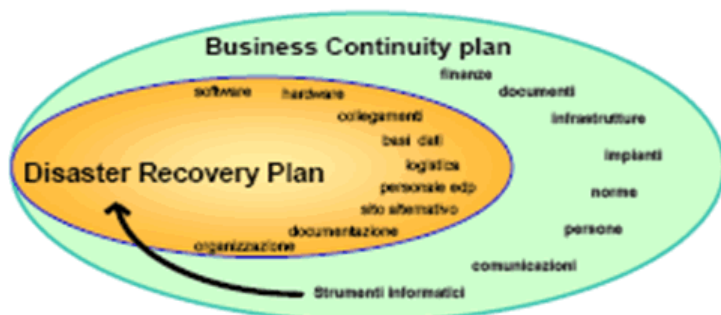 Business Continuity plan
finanze
software
hardware
documenti
collegamenti
infrastrutture
basi dati
impianti
logistica
Disaster Recovery Plan
personale edp
norme
sito alternativo
documentazione
persone
organizzazione
comunicazioni
Strumenti informatici